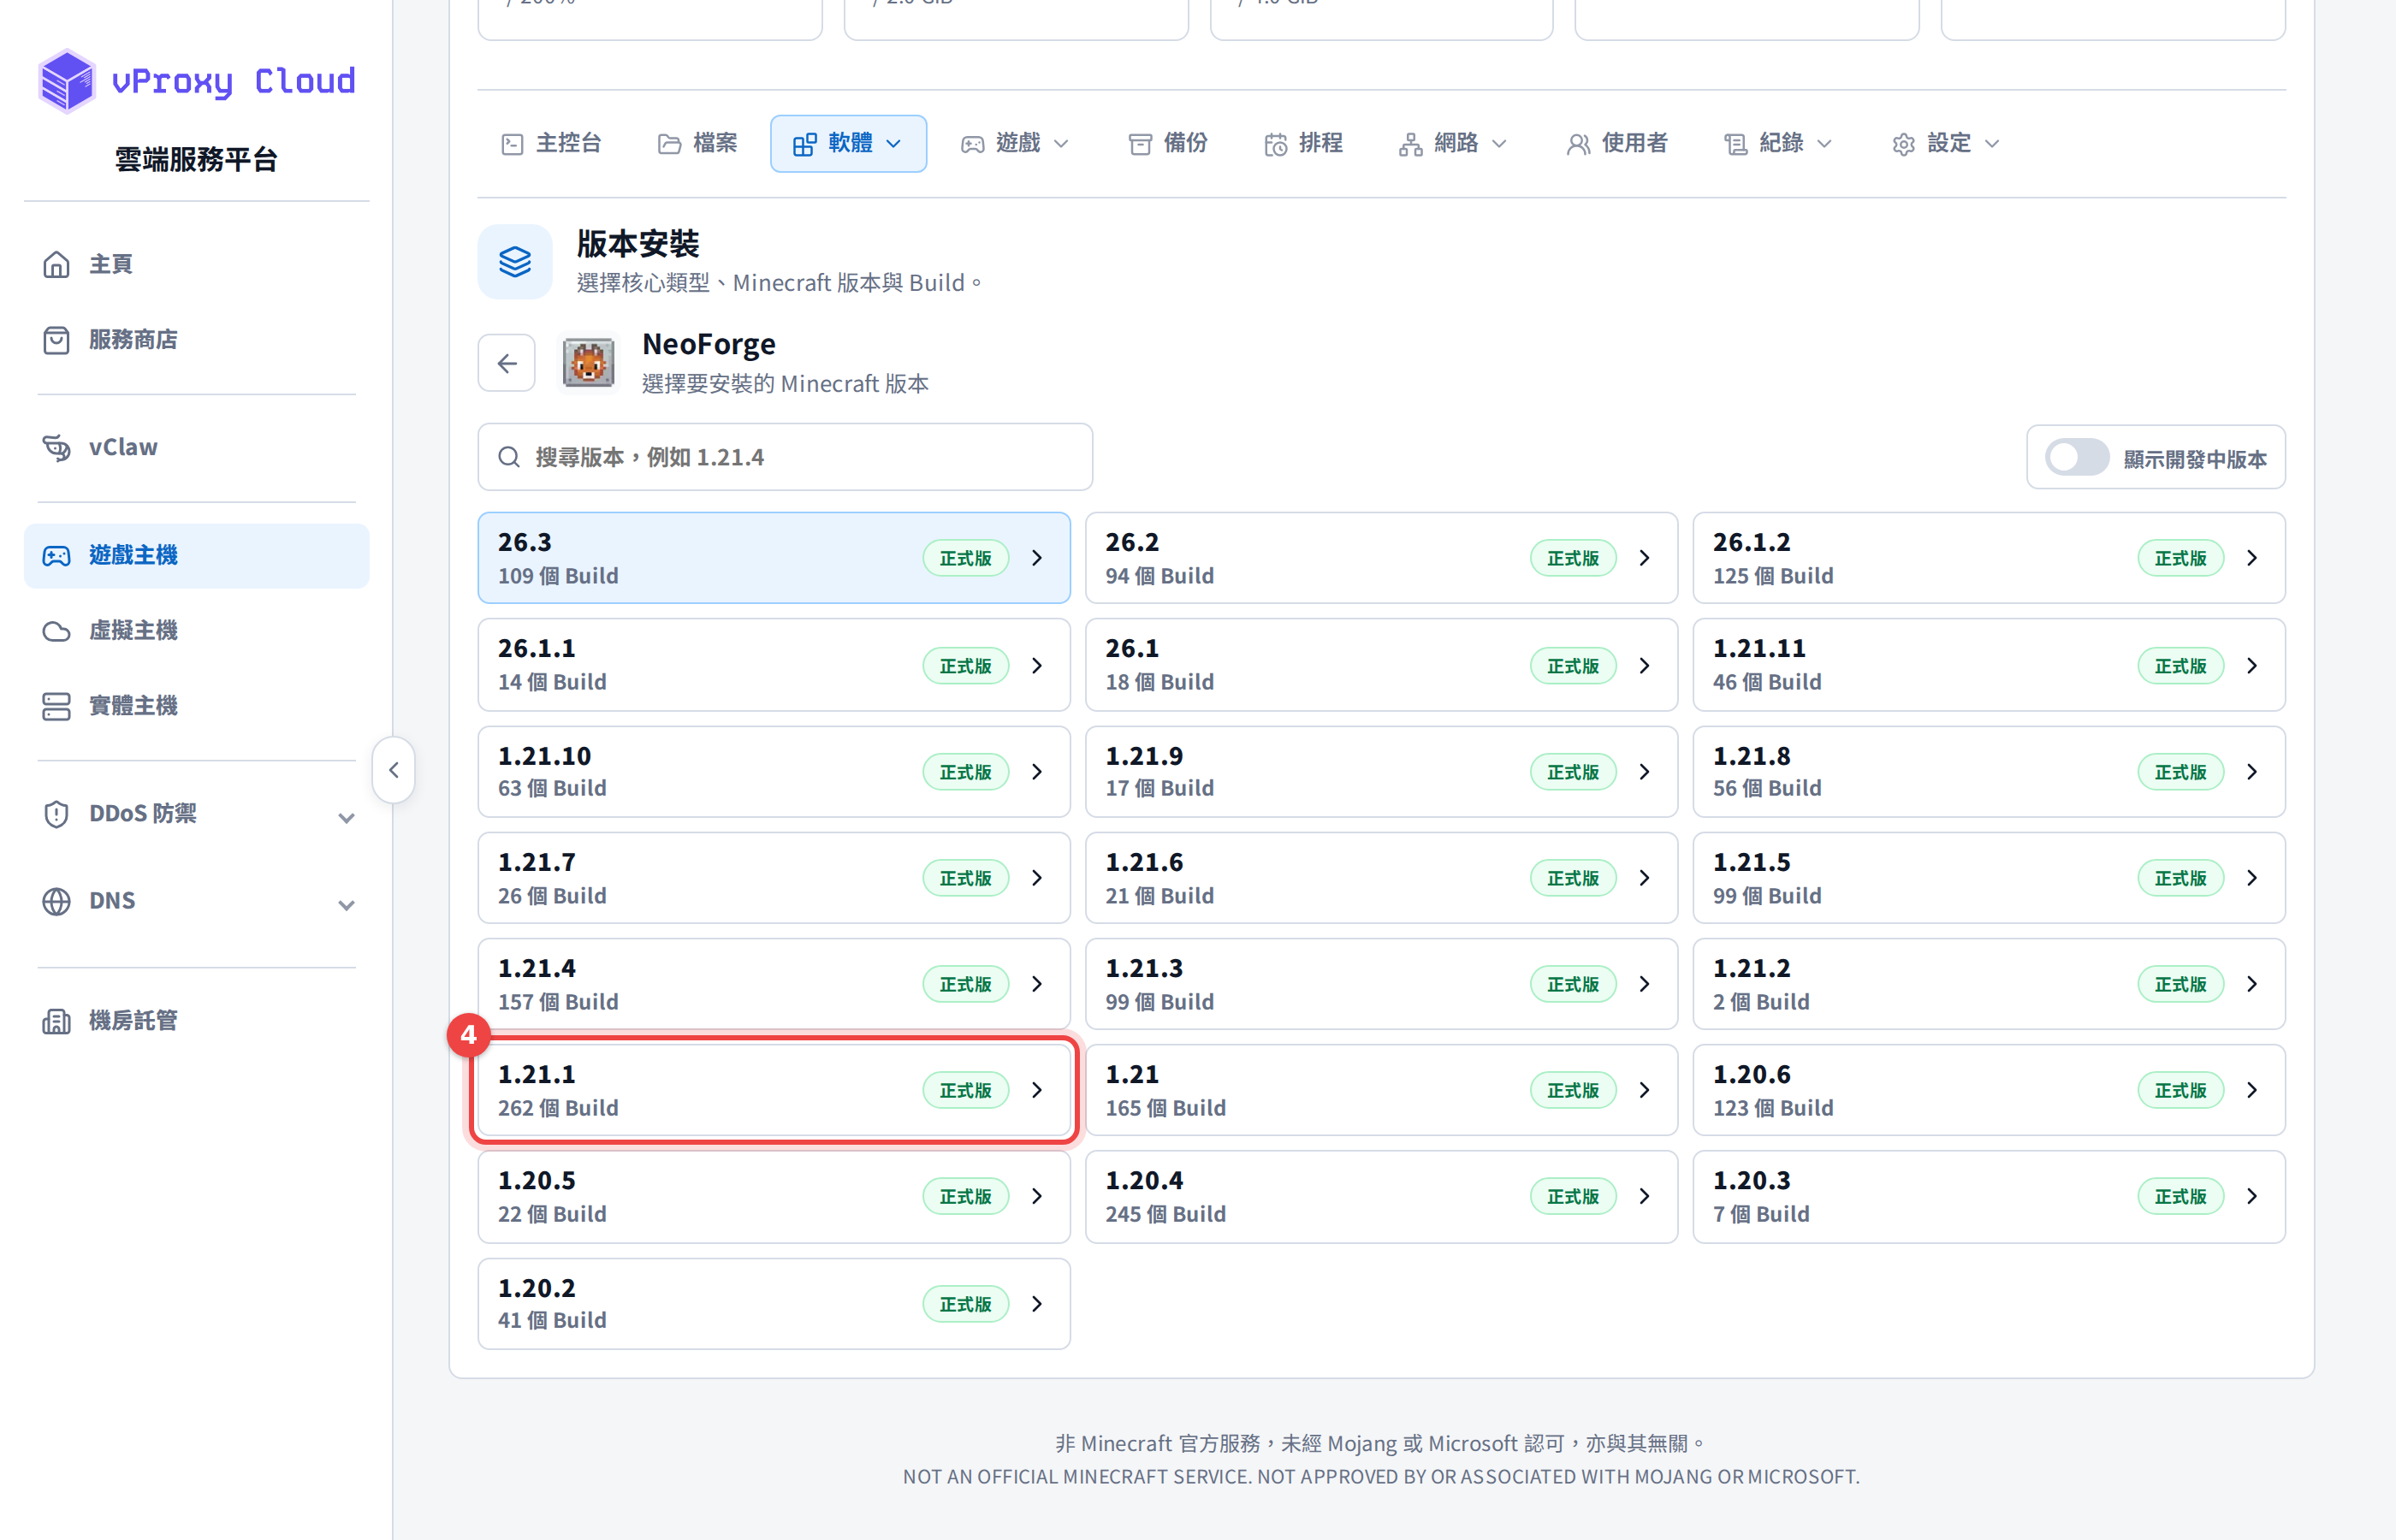 vProxy Cloud
雲端服務平台
主頁
服務商店
vClaw
遊戲主機
虛擬主機
實體主機
DDoS 防禦
DNS
機房託管
主控台 檔案 軟體 遊戲 備份 排程 網路 使用者 紀錄 設定
版本安裝
選擇核心類型、Minecraft 版本與 Build。
NeoForge
選擇要安裝的 Minecraft 版本
搜尋版本，例如 1.21.4
顯示開發中版本
26.3 正式版
109 個 Build
26.2 正式版
94 個 Build
26.1.2 正式版
125 個 Build
26.1.1 正式版
14 個 Build
26.1 正式版
18 個 Build
1.21.11 正式版
46 個 Build
1.21.10 正式版
63 個 Build
1.21.9 正式版
17 個 Build
1.21.8 正式版
56 個 Build
1.21.7 正式版
26 個 Build
1.21.6 正式版
21 個 Build
1.21.5 正式版
99 個 Build
1.21.4 正式版
157 個 Build
1.21.3 正式版
99 個 Build
1.21.2 正式版
2 個 Build
4
1.21.1 正式版
262 個 Build
1.21 正式版
165 個 Build
1.20.6 正式版
123 個 Build
1.20.5 正式版
22 個 Build
1.20.4 正式版
245 個 Build
1.20.3 正式版
7 個 Build
1.20.2 正式版
41 個 Build
非 Minecraft 官方服務，未經 Mojang 或 Microsoft 認可，亦與其無關。
NOT AN OFFICIAL MINECRAFT SERVICE. NOT APPROVED BY OR ASSOCIATED WITH MOJANG OR MICROSOFT.